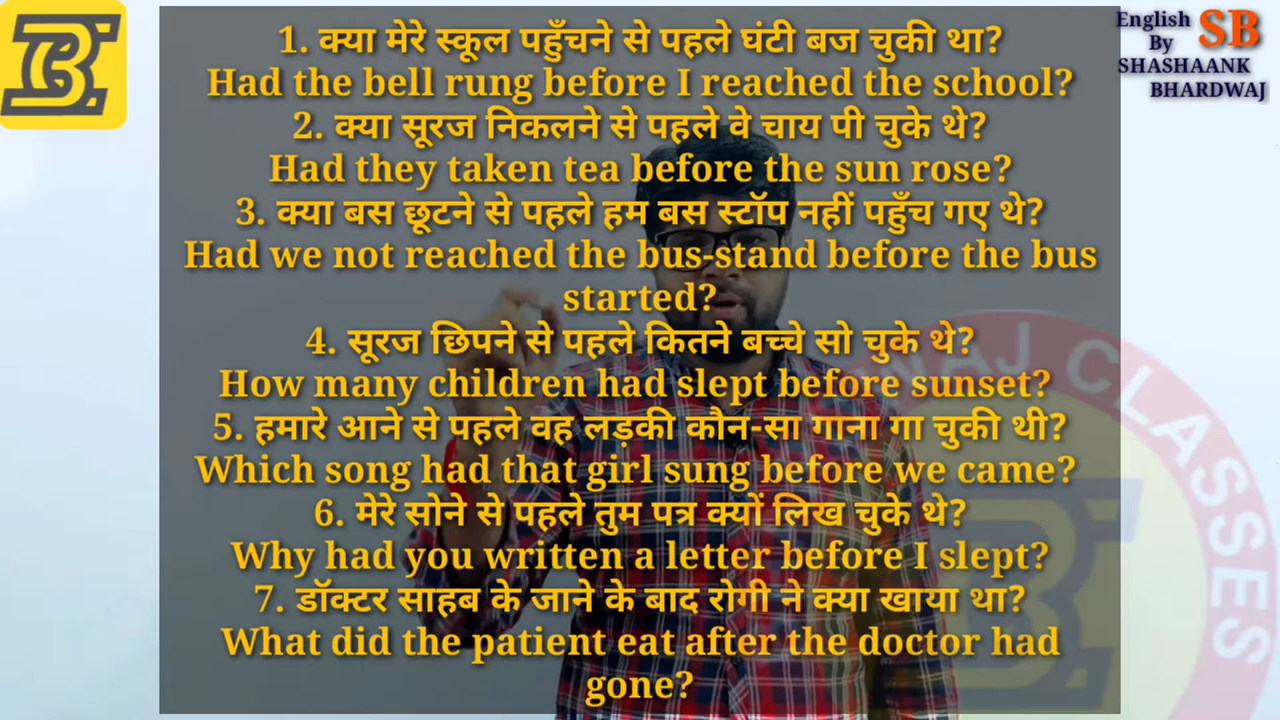 English SB
By
SHASHAANK
BHARDWAJ
1. क्या मेरे स्कूल पहुँचने से पहले घंटी बज चुकी था?
Had the bell rung before I reached the school?
2. क्या सूरज निकलने से पहले वे चाय पी चुके थे?
Had they taken tea before the sun rose?
3. क्या बस छूटने से पहले हम बस स्टॉप नहीं पहुँच गए थे?
Had we not reached the bus-stand before the bus
started?
4. सूरज छिपने से पहले कितने बच्चे सो चुके थे?
How many children had slept before sunset?
5. हमारे आने से पहले वह लड़की कौन-सा गाना गा चुकी थी?
Which song had that girl sung before we came?
6. मेरे सोने से पहले तुम पत्र क्यों लिख चुके थे?
Why had you written a letter before I slept?
7. डॉक्टर साहब के जाने के बाद रोगी ने क्या खाया था?
What did the patient eat after the doctor had
gone?
WAJ CLASSES